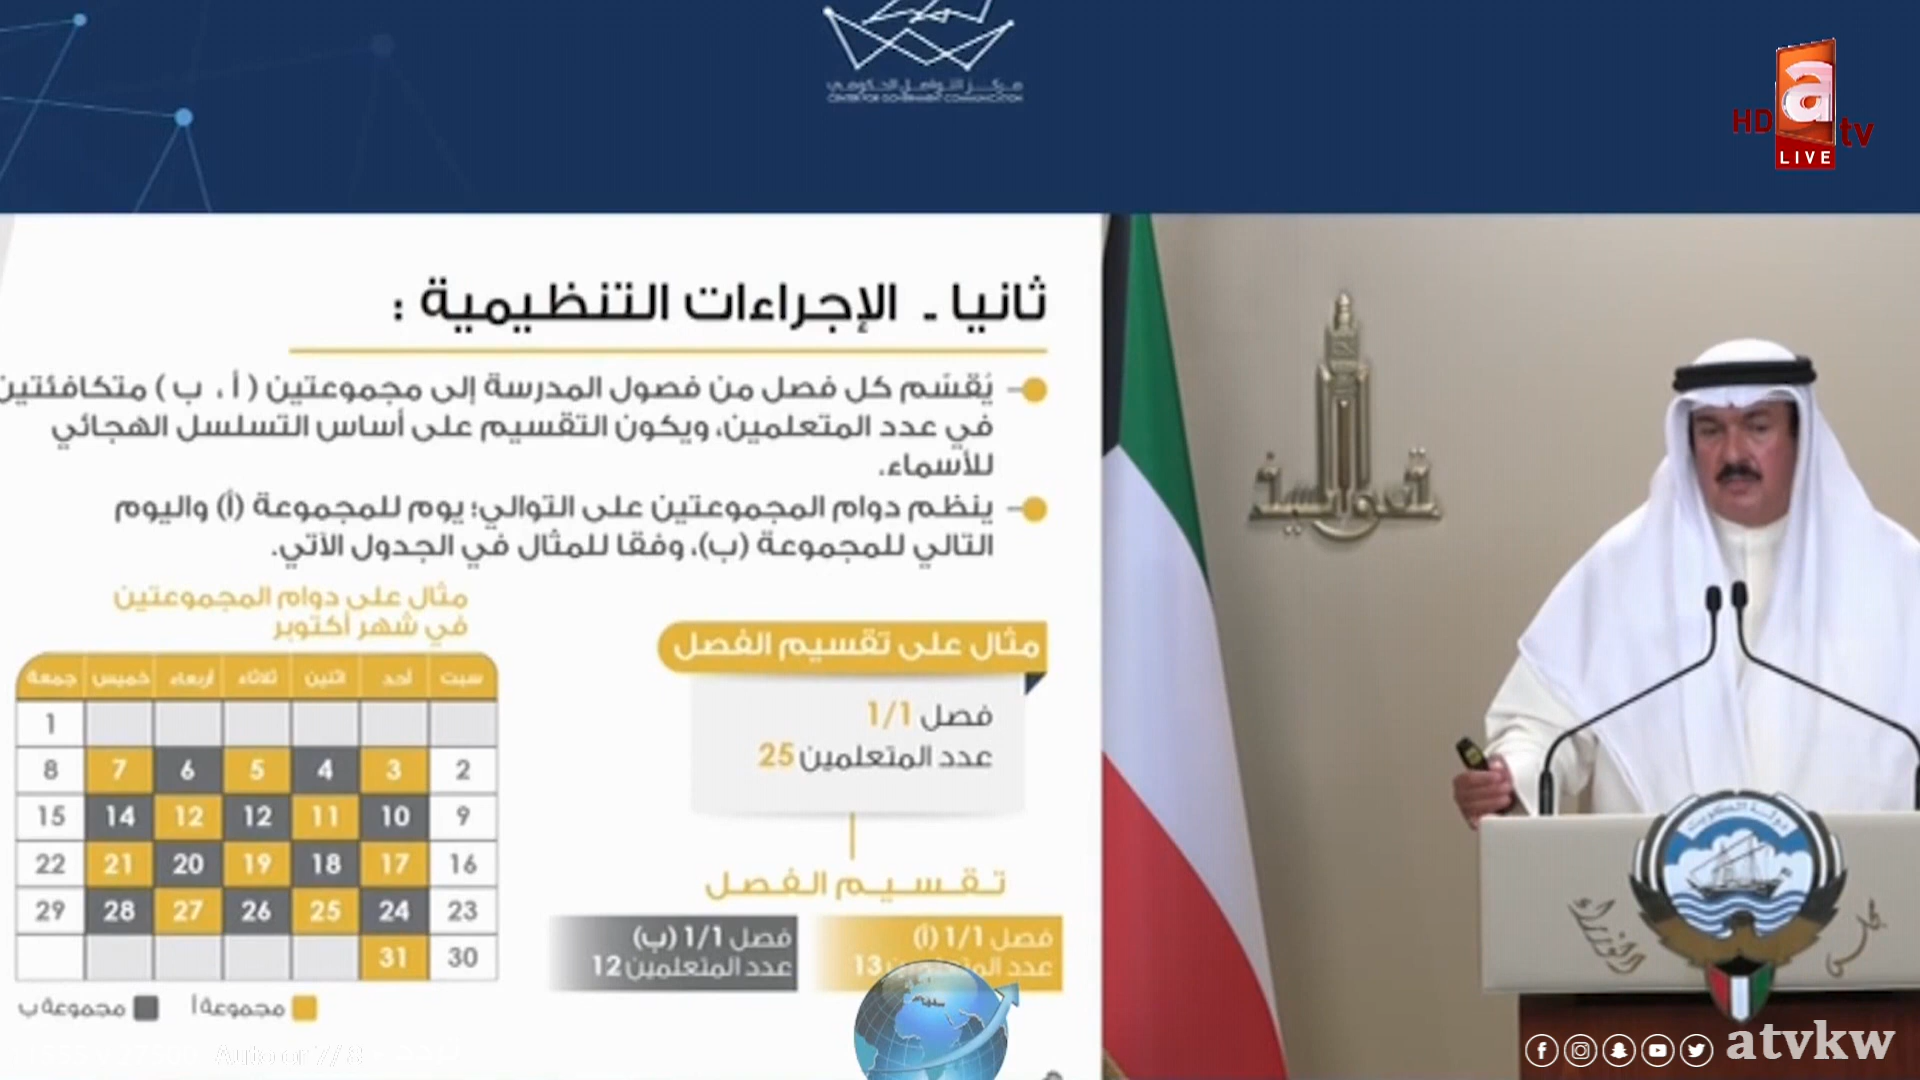 مركز التواصل الحكومي
CENTER FOR GOVERNMENT COMMUNICATION
HD a tv
LIVE
ثانيا - الإجراءات التنظيمية :
يُقسّم كل فصل من فصول المدرسة إلى مجموعتين ( أ ، ب ) متكافئتين
في عدد المتعلمين، ويكون التقسيم على أساس التسلسل الهجائي
للأسماء.
ينظم دوام المجموعتين على التوالي؛ يوم للمجموعة (أ) واليوم
التالي للمجموعة (ب)، وفقا للمثال في الجدول الآتي.
مثال على تقسيم الفصل
فصل 1/1
عدد المتعلمين 25
تقسيم الفصل
فصل 1/1 (أ)
عدد المتعلمين 13
فصل 1/1 (ب)
عدد المتعلمين 12
مثال على دوام المجموعتين
في شهر أكتوبر
سبت أحد اثنين ثلاثاء أربعاء خميس جمعة
1
2 3 4 5 6 7 8
9 10 11 12 12 14 15
16 17 18 19 20 21 22
23 24 25 26 27 28 29
30 31
مجموعة أ
مجموعة ب
دولة الكويت
atvkw